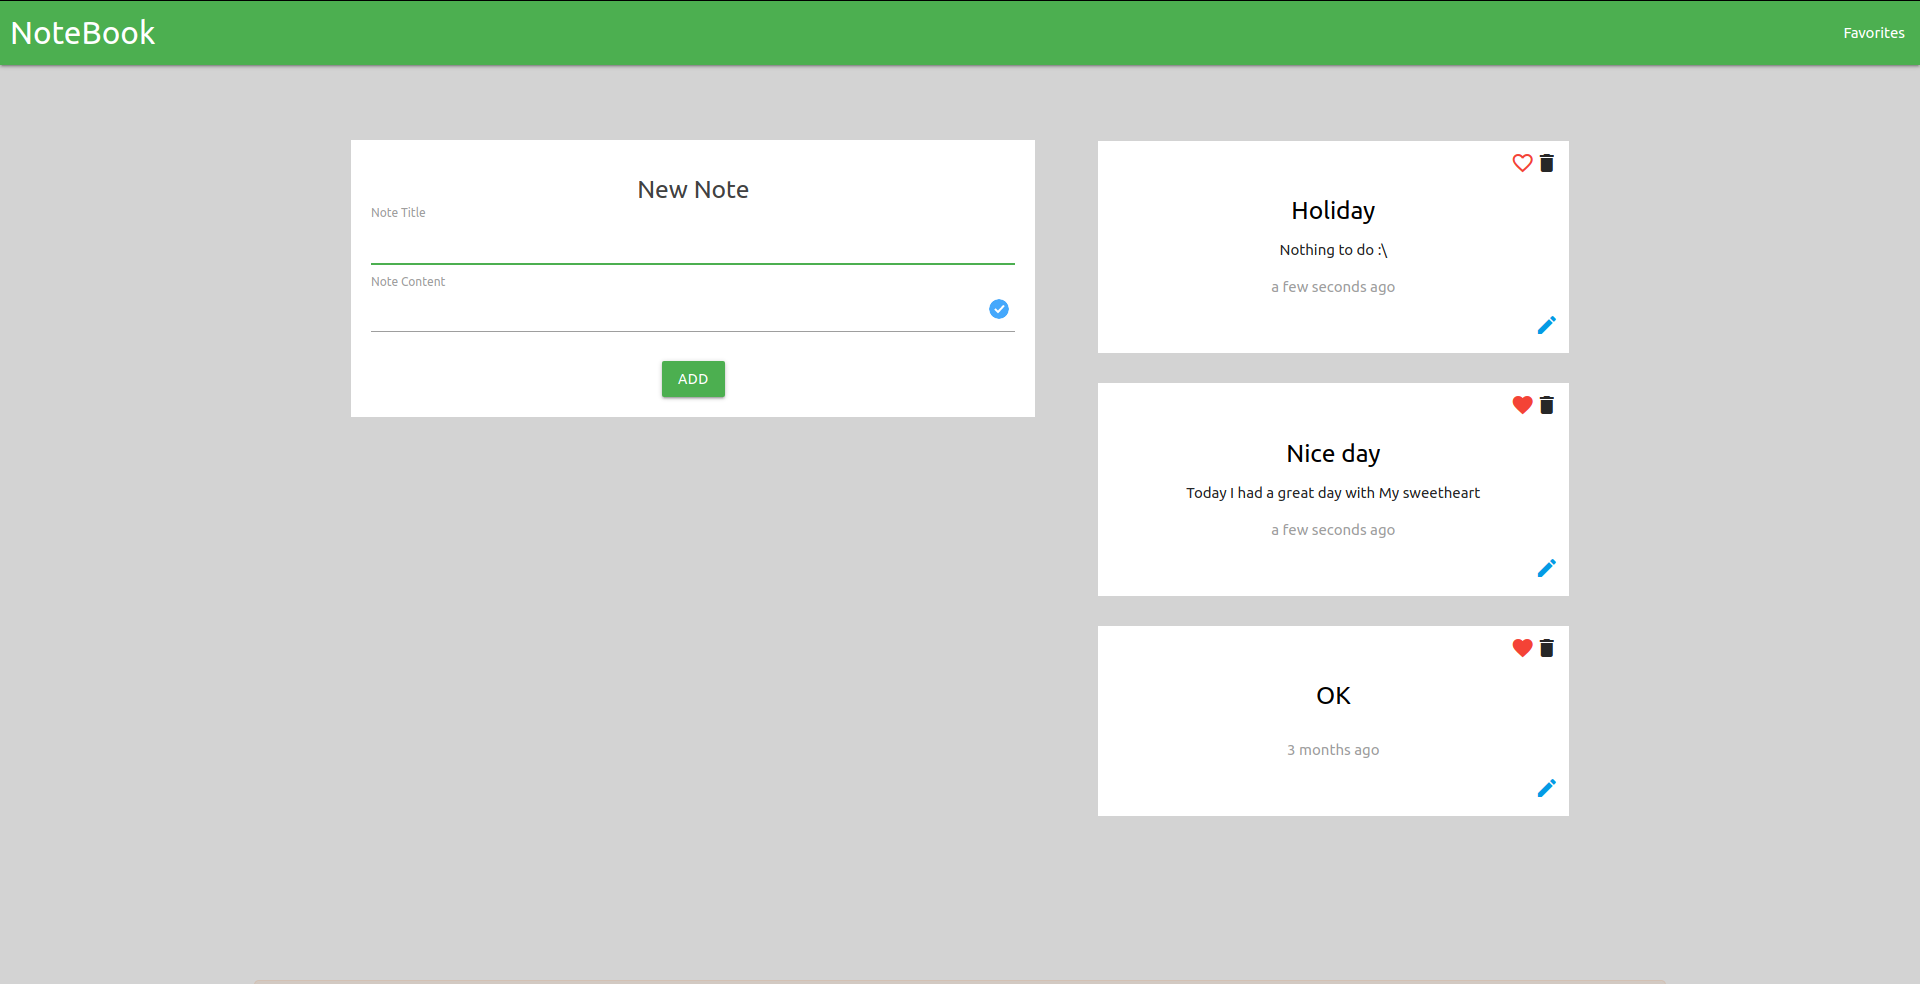 NoteBook
Favorites
New Note
Note Title
Note Content
ADD
Holiday
Nothing to do :\
a few seconds ago
Nice day
Today I had a great day with My sweetheart
a few seconds ago
OK
3 months ago